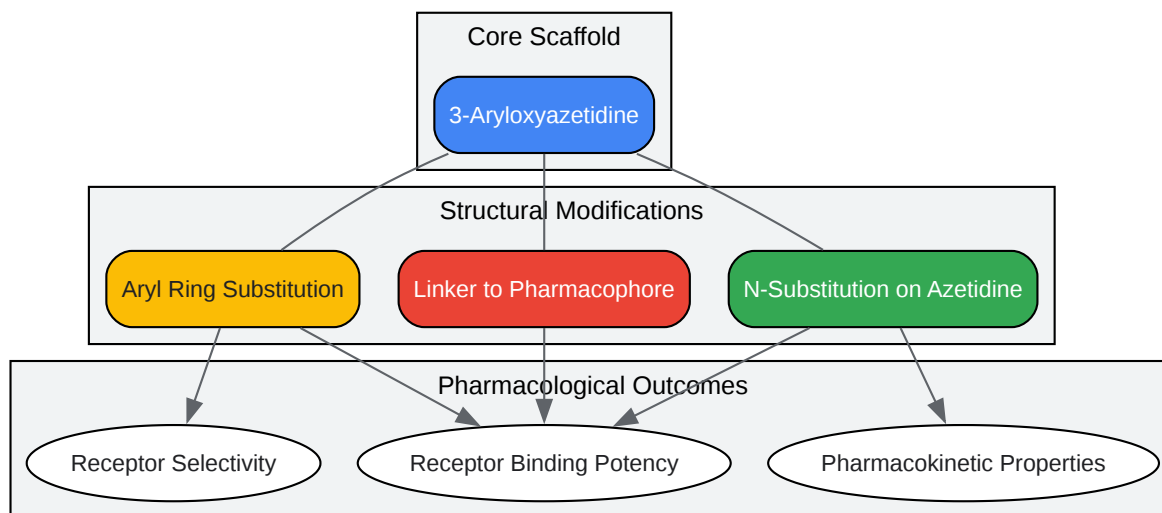 Core Scaffold
3-Aryloxyazetidine
Structural Modifications
Aryl Ring Substitution
Linker to Pharmacophore
N-Substitution on Azetidine
Pharmacological Outcomes
Receptor Selectivity
Receptor Binding Potency
Pharmacokinetic Properties